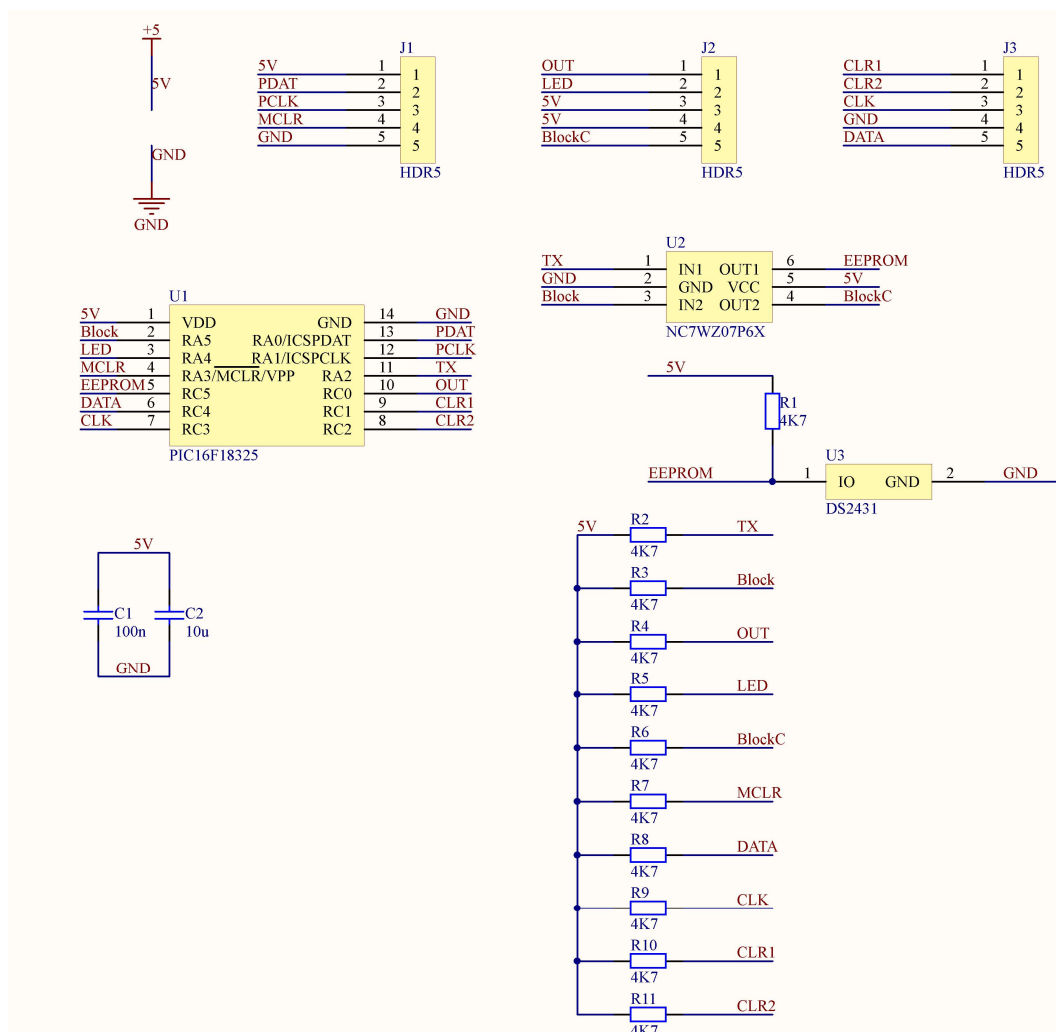 +5
5V
GND
GND
J1
5V 1 1
PDAT 2 2
PCLK 3 3
MCLR 4 4
GND 5 5
HDR5
J2
OUT 1 1
LED 2 2
5V 3 3
5V 4 4
BlockC 5 5
HDR5
J3
CLR1 1 1
CLR2 2 2
CLK 3 3
GND 4 4
DATA 5 5
HDR5
U2
TX 1 IN1 OUT1 6 EEPROM
GND 2 GND VCC 5 5V
Block 3 IN2 OUT2 4 BlockC
NC7WZ07P6X
U1
5V 1 VDD GND 14 GND
Block 2 RA5 RA0/ICSPDAT 13 PDAT
LED 3 RA4 RA1/ICSPCLK 12 PCLK
MCLR 4 RA3/MCLR/VPP RA2 11 TX
EEPROM 5 RC5 RC0 10 OUT
DATA 6 RC4 RC1 9 CLR1
CLK 7 RC3 RC2 8 CLR2
PIC16F18325
5V
R1
4K7
U3
EEPROM 1 IO GND 2 GND
DS2431
5V
C1
100n
C2
10u
GND
5V R2 TX
4K7
R3 Block
4K7
R4 OUT
4K7
R5 LED
4K7
R6 BlockC
4K7
R7 MCLR
4K7
R8 DATA
4K7
R9 CLK
4K7
R10 CLR1
4K7
R11 CLR2
4K7